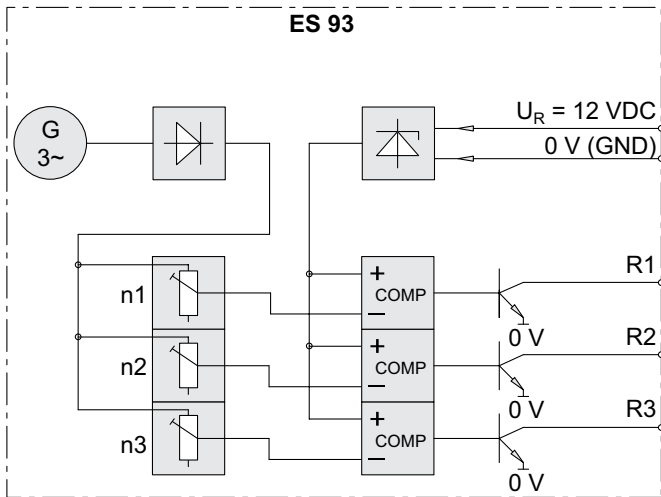 ES 93
G
3~
U_R = 12 VDC
0 V (GND)
n1
+
COMP
−
R1
0 V
n2
+
COMP
−
R2
0 V
n3
+
COMP
−
R3
0 V